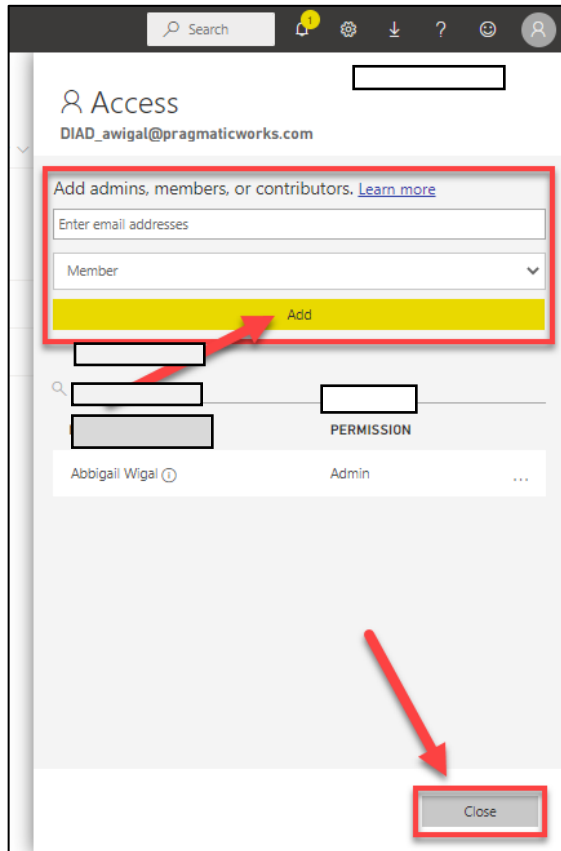 Search
1
?
Access
DIAD_awigal@pragmaticworks.com
Add admins, members, or contributors. Learn more
Enter email addresses
Member
Add
PERMISSION
Abbigail Wigal
Admin
...
Close